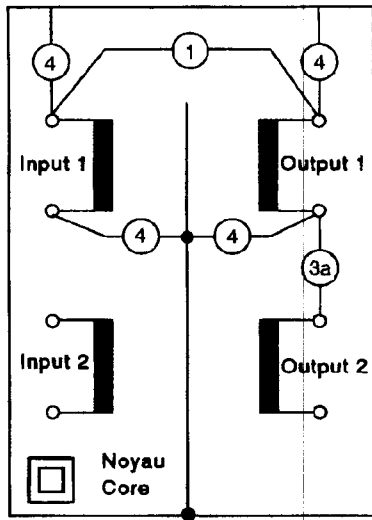 1
4
4
Input 1
Output 1
4
4
3a
Input 2
Output 2
Noyau
Core